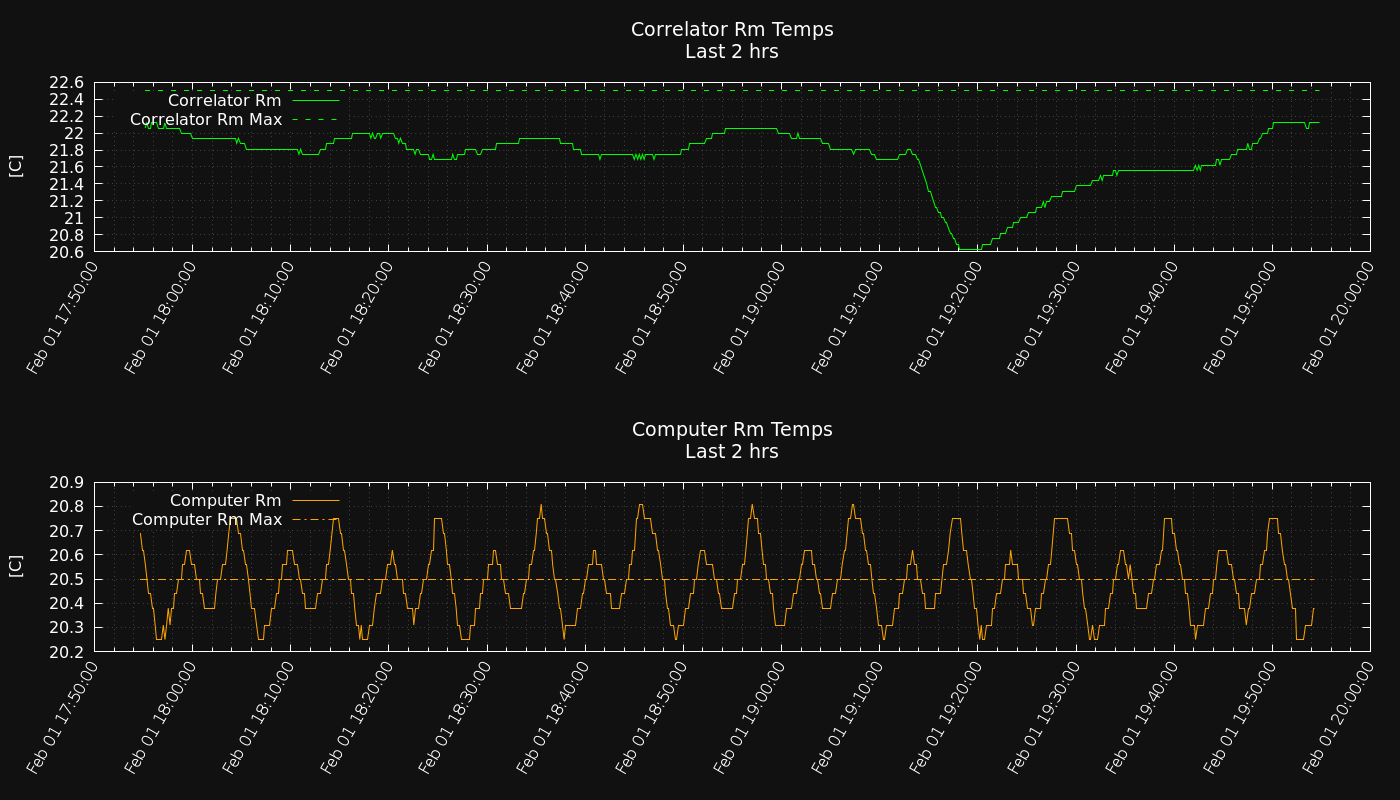 Correlator Rm Temps
Last 2 hrs
[C]
22.6
22.4
22.2
22
21.8
21.6
21.4
21.2
21
20.8
20.6
Correlator Rm
Correlator Rm Max
Feb 01 17:50:00
Feb 01 18:00:00
Feb 01 18:10:00
Feb 01 18:20:00
Feb 01 18:30:00
Feb 01 18:40:00
Feb 01 18:50:00
Feb 01 19:00:00
Feb 01 19:10:00
Feb 01 19:20:00
Feb 01 19:30:00
Feb 01 19:40:00
Feb 01 19:50:00
Feb 01 20:00:00
Computer Rm Temps
Last 2 hrs
[C]
20.9
20.8
20.7
20.6
20.5
20.4
20.3
20.2
Computer Rm
Computer Rm Max
Feb 01 17:50:00
Feb 01 18:00:00
Feb 01 18:10:00
Feb 01 18:20:00
Feb 01 18:30:00
Feb 01 18:40:00
Feb 01 18:50:00
Feb 01 19:00:00
Feb 01 19:10:00
Feb 01 19:20:00
Feb 01 19:30:00
Feb 01 19:40:00
Feb 01 19:50:00
Feb 01 20:00:00